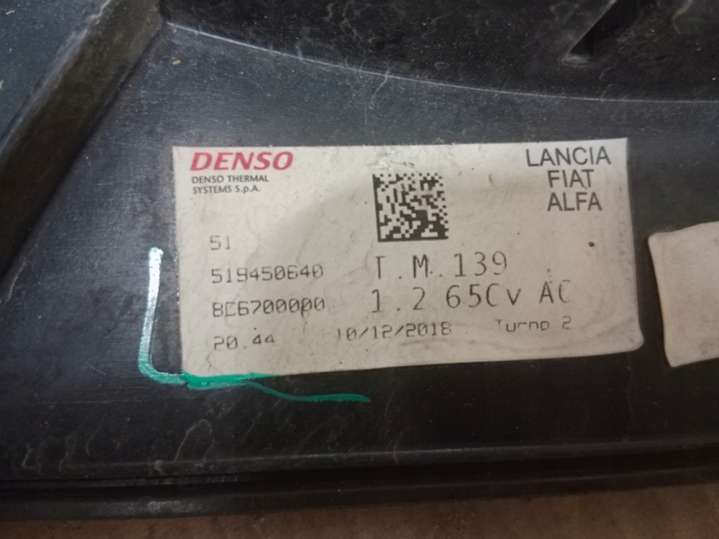 DENSO
DENSO THERMAL
SYSTEMS S.p.A.
LANCIA
FIAT
ALFA
51
519450640 T.M.139
8C6700000 1.2 65Cv AC
20.44 10/12/2018 Turno 2